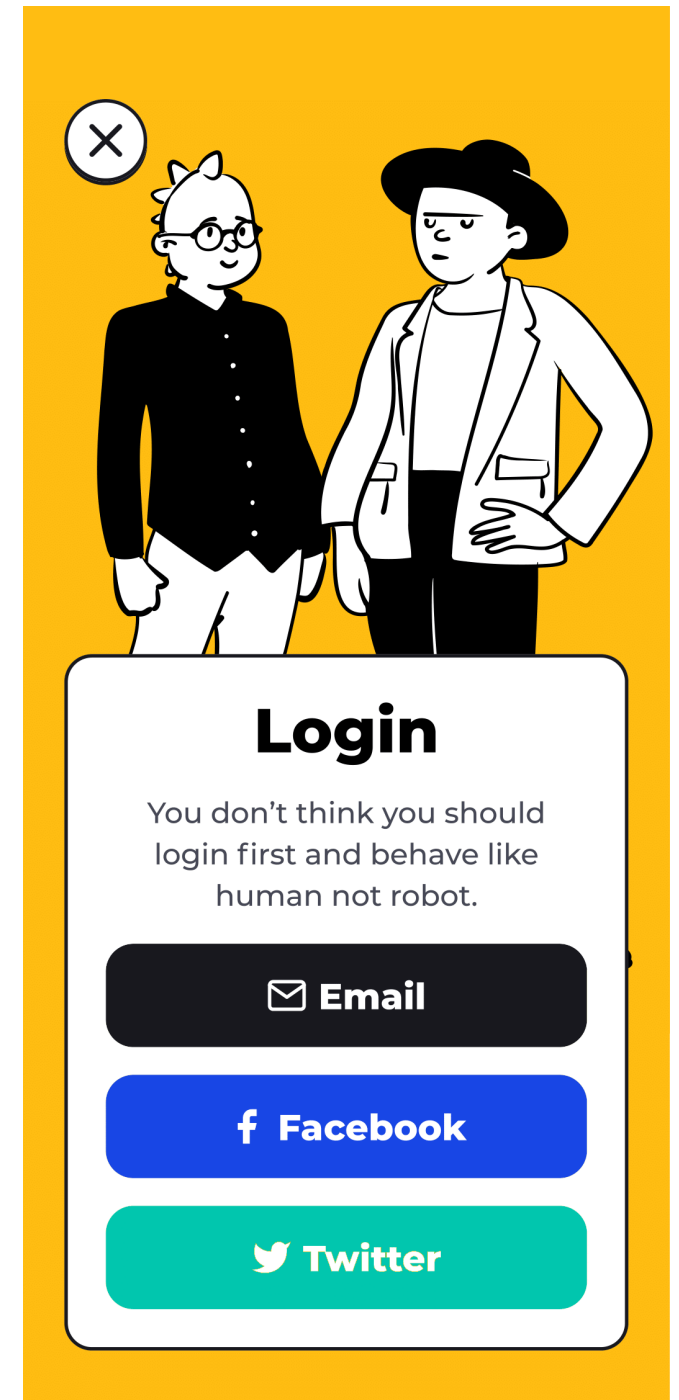 Login
You don’t think you should
login first and behave like
human not robot.
Email
Facebook
Twitter